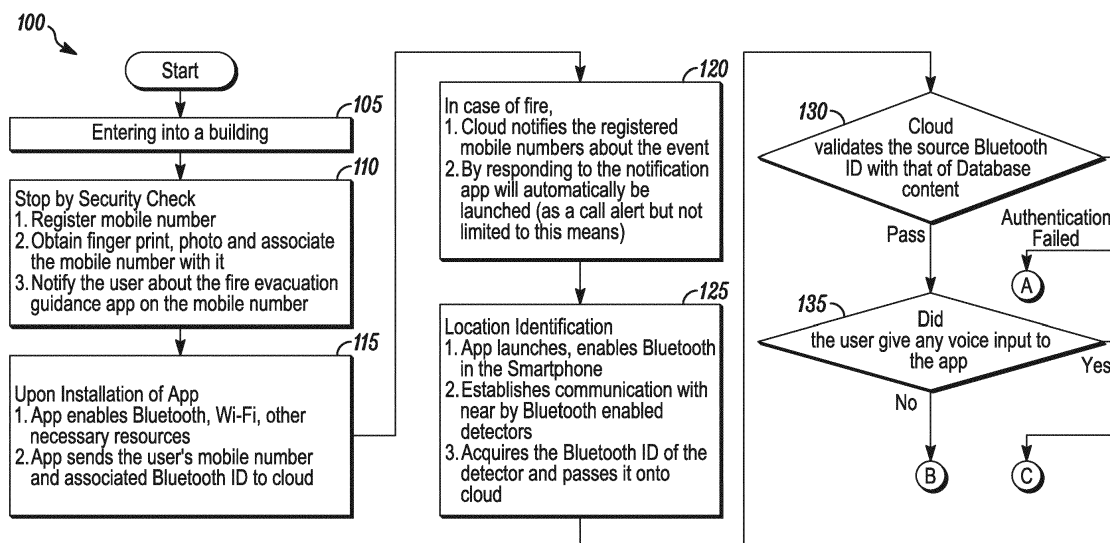 100
Start
105
Entering into a building
110
Stop by Security Check
1. Register mobile number
2. Obtain finger print, photo and associate
the mobile number with it
3. Notify the user about the fire evacuation
guidance app on the mobile number
115
Upon Installation of App
1. App enables Bluetooth, Wi-Fi, other
necessary resources
2. App sends the user's mobile number
and associated Bluetooth ID to cloud
120
In case of fire,
1. Cloud notifies the registered
mobile numbers about the event
2. By responding to the notification
app will automatically be
launched (as a call alert but not
limited to this means)
125
Location Identification
1. App launches, enables Bluetooth
in the Smartphone
2. Establishes communication with
near by Bluetooth enabled
detectors
3. Acquires the Bluetooth ID of the
detector and passes it onto
cloud
130
Cloud
validates the source Bluetooth
ID with that of Database
content
Pass
Authentication
Failed
A
135
Did
the user give any voice input to
the app
Yes
No
B
C